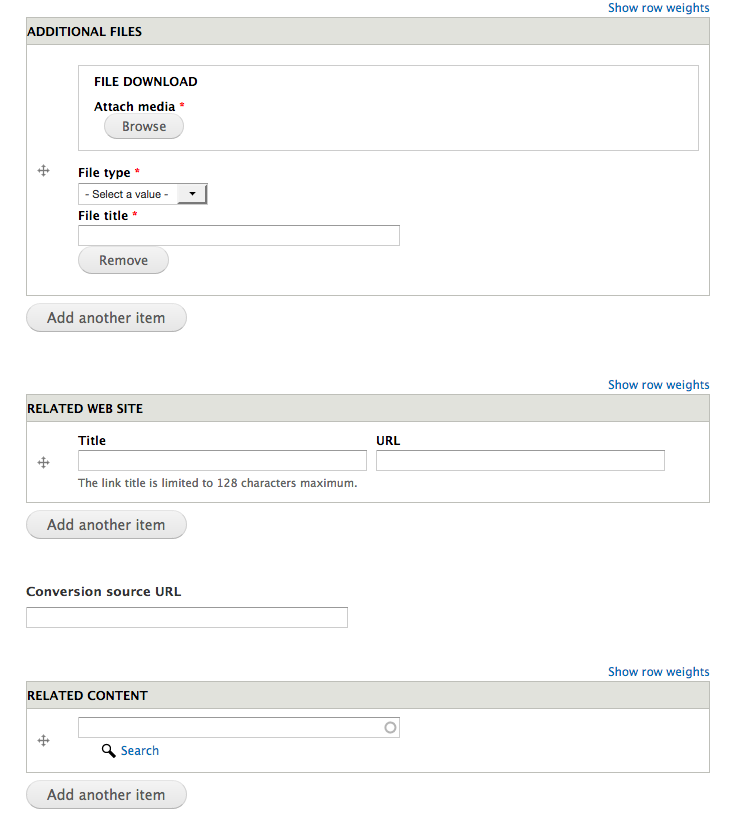 Show row weights
ADDITIONAL FILES
FILE DOWNLOAD
Attach media *
Browse
File type *
- Select a value -
File title *
Remove
Add another item
Show row weights
RELATED WEB SITE
Title URL
The link title is limited to 128 characters maximum.
Add another item
Conversion source URL
Show row weights
RELATED CONTENT
Search
Add another item